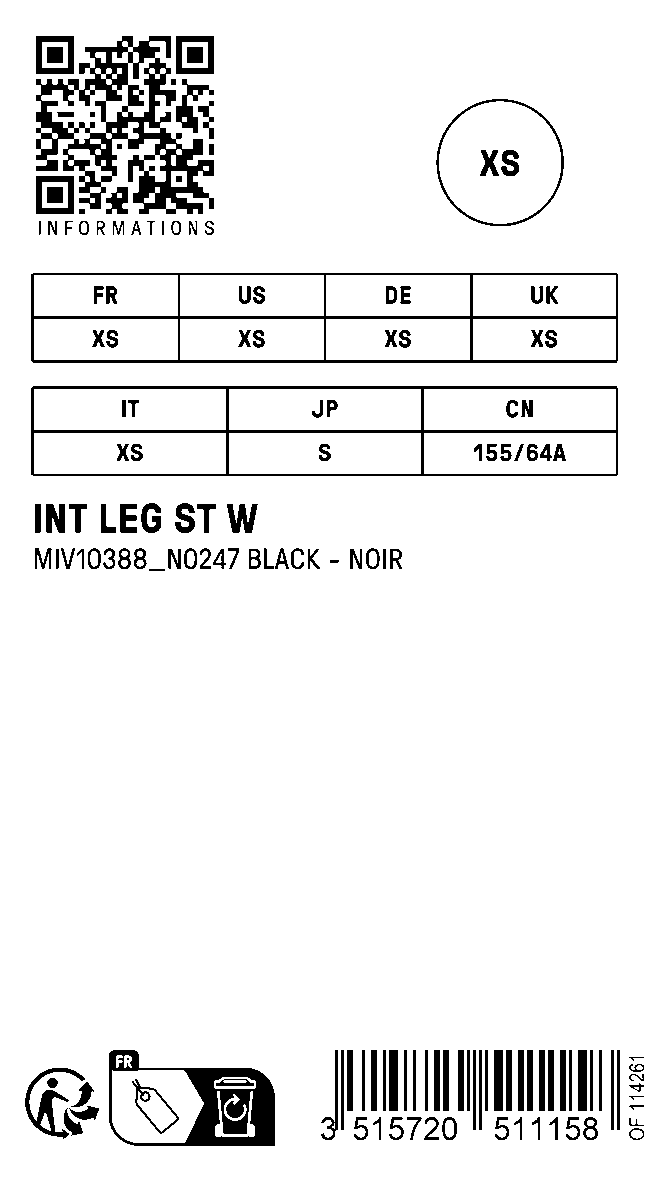 INFORMATIONS
XS
FR US DE UK
XS XS XS XS
IT JP CN
XS S 155/64A
INT LEG ST W
MIV10388_N0247 BLACK - NOIR
FR
3 515720 511158
OF 114261